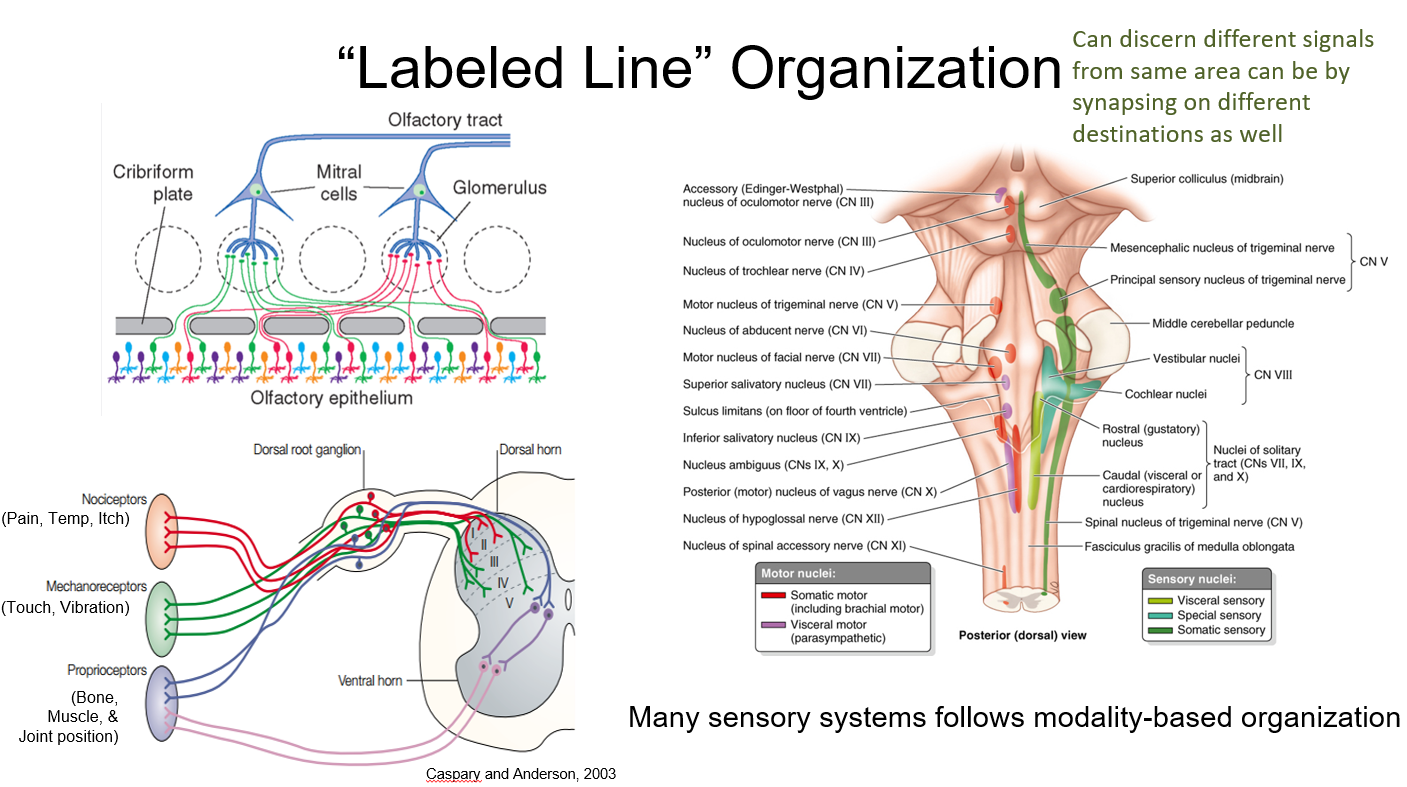 “Labeled Line” Organization
Can discern different signals
from same area can be by
synapsing on different
destinations as well
Olfactory tract
Cribriform
plate
Mitral
cells
Glomerulus
Olfactory epithelium
Dorsal root ganglion
Dorsal horn
Nociceptors
(Pain, Temp, Itch)
Mechanoreceptors
(Touch, Vibration)
Proprioceptors
(Bone,
Muscle, &
Joint position)
I
II
III
IV
V
Ventral horn
Caspary and Anderson, 2003
Accessory (Edinger-Westphal)
nucleus of oculomotor nerve (CN III)
Nucleus of oculomotor nerve (CN III)
Nucleus of trochlear nerve (CN IV)
Motor nucleus of trigeminal nerve (CN V)
Nucleus of abducent nerve (CN VI)
Motor nucleus of facial nerve (CN VII)
Superior salivatory nucleus (CN VII)
Sulcus limitans (on floor of fourth ventricle)
Inferior salivatory nucleus (CN IX)
Nucleus ambiguus (CNs IX, X)
Posterior (motor) nucleus of vagus nerve (CN X)
Nucleus of hypoglossal nerve (CN XII)
Nucleus of spinal accessory nerve (CN XI)
Superior colliculus (midbrain)
Mesencephalic nucleus of trigeminal nerve
Principal sensory nucleus of trigeminal nerve
CN V
Middle cerebellar peduncle
Vestibular nuclei
Cochlear nuclei
CN VIII
Rostral (gustatory)
nucleus
Caudal (visceral or
cardiorespiratory)
nucleus
Nuclei of solitary
tract (CNs VII, IX,
and X)
Spinal nucleus of trigeminal nerve (CN V)
Fasciculus gracilis of medulla oblongata
Motor nuclei:
Somatic motor
(including brachial motor)
Visceral motor
(parasympathetic)
Posterior (dorsal) view
Sensory nuclei:
Visceral sensory
Special sensory
Somatic sensory
Many sensory systems follows modality-based organization